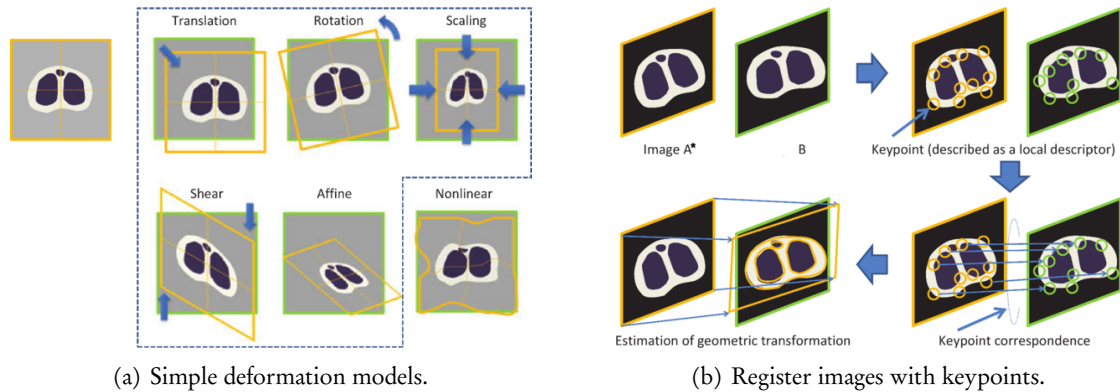 Translation
Rotation
Scaling
Shear
Affine
Nonlinear
(a) Simple deformation models.
Image A*
B
Keypoint (described as a local descriptor)
Estimation of geometric transformation
Keypoint correspondence
(b) Register images with keypoints.